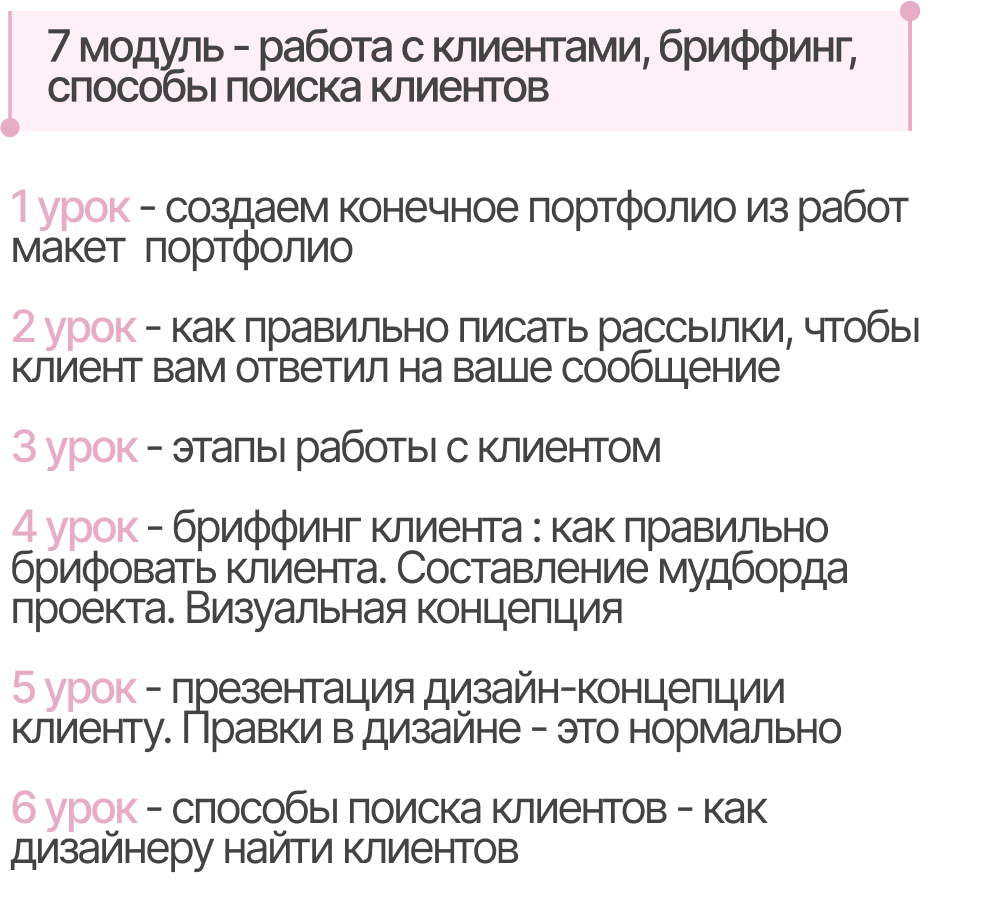 7 модуль - работа с клиентами, бриффинг,
способы поиска клиентов
1 урок - создаем конечное портфолио из работ
макет  портфолио
2 урок - как правильно писать рассылки, чтобы
клиент вам ответил на ваше сообщение
3 урок - этапы работы с клиентом
4 урок - бриффинг клиента : как правильно
брифовать клиента. Составление мудборда
проекта. Визуальная концепция
5 урок - презентация дизайн-концепции
клиенту. Правки в дизайне - это нормально
6 урок - способы поиска клиентов - как
дизайнеру найти клиентов